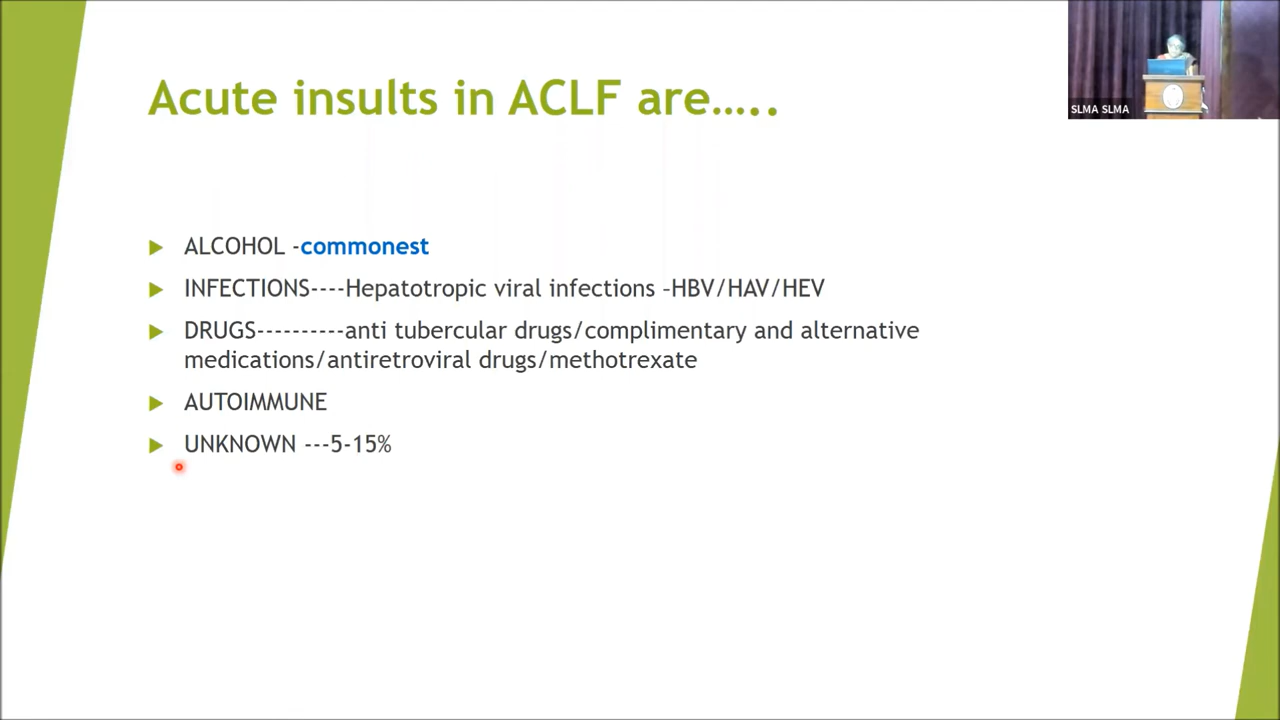 Acute insults in ACLF are…..
SLMA SLMA
ALCOHOL -commonest
INFECTIONS----Hepatotropic viral infections –HBV/HAV/HEV
DRUGS----------anti tubercular drugs/complimentary and alternative
medications/antiretroviral drugs/methotrexate
AUTOIMMUNE
UNKNOWN ---5-15%